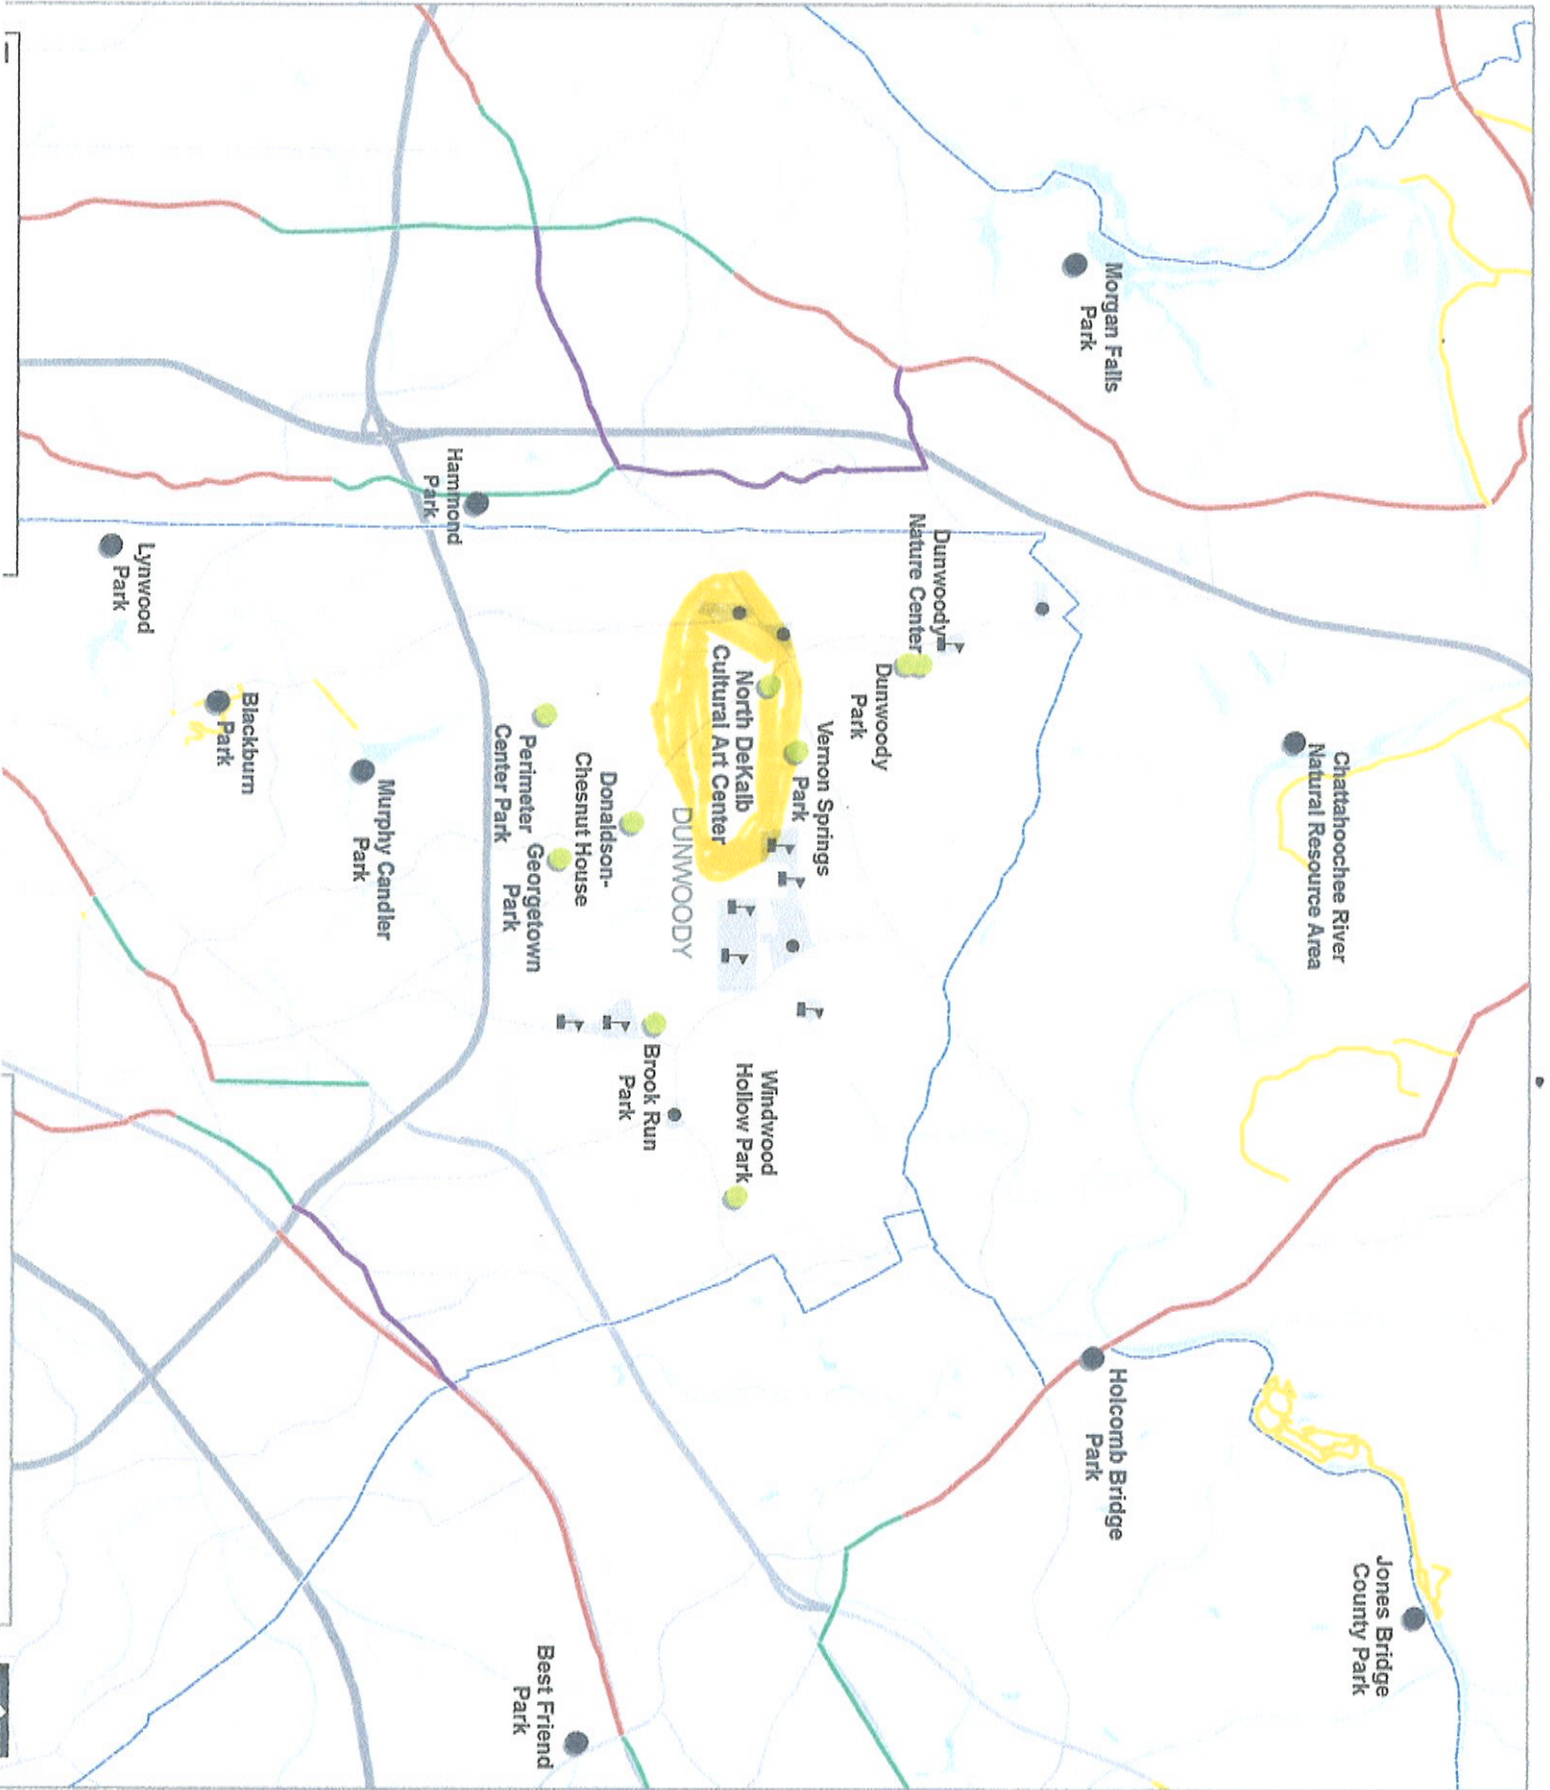 Morgan Falls
Park
Chattahoochee River
Natural Resource Area
Jones Bridge
County Park
Holcomb Bridge
Park
Dunwoody
Nature Center
Dunwoody
Park
Vernon Springs
Park
North DeKalb
Cultural Art Center
DUNWOODY
Windwood
Hollow Park
Brook Run
Park
Donaldson-
Chesnut House
Perimeter
Center Park
Georgetown
Park
Hammond
Park
Murphy Candler
Park
Blackburn
Park
Lynwood
Park
Best Friend
Park